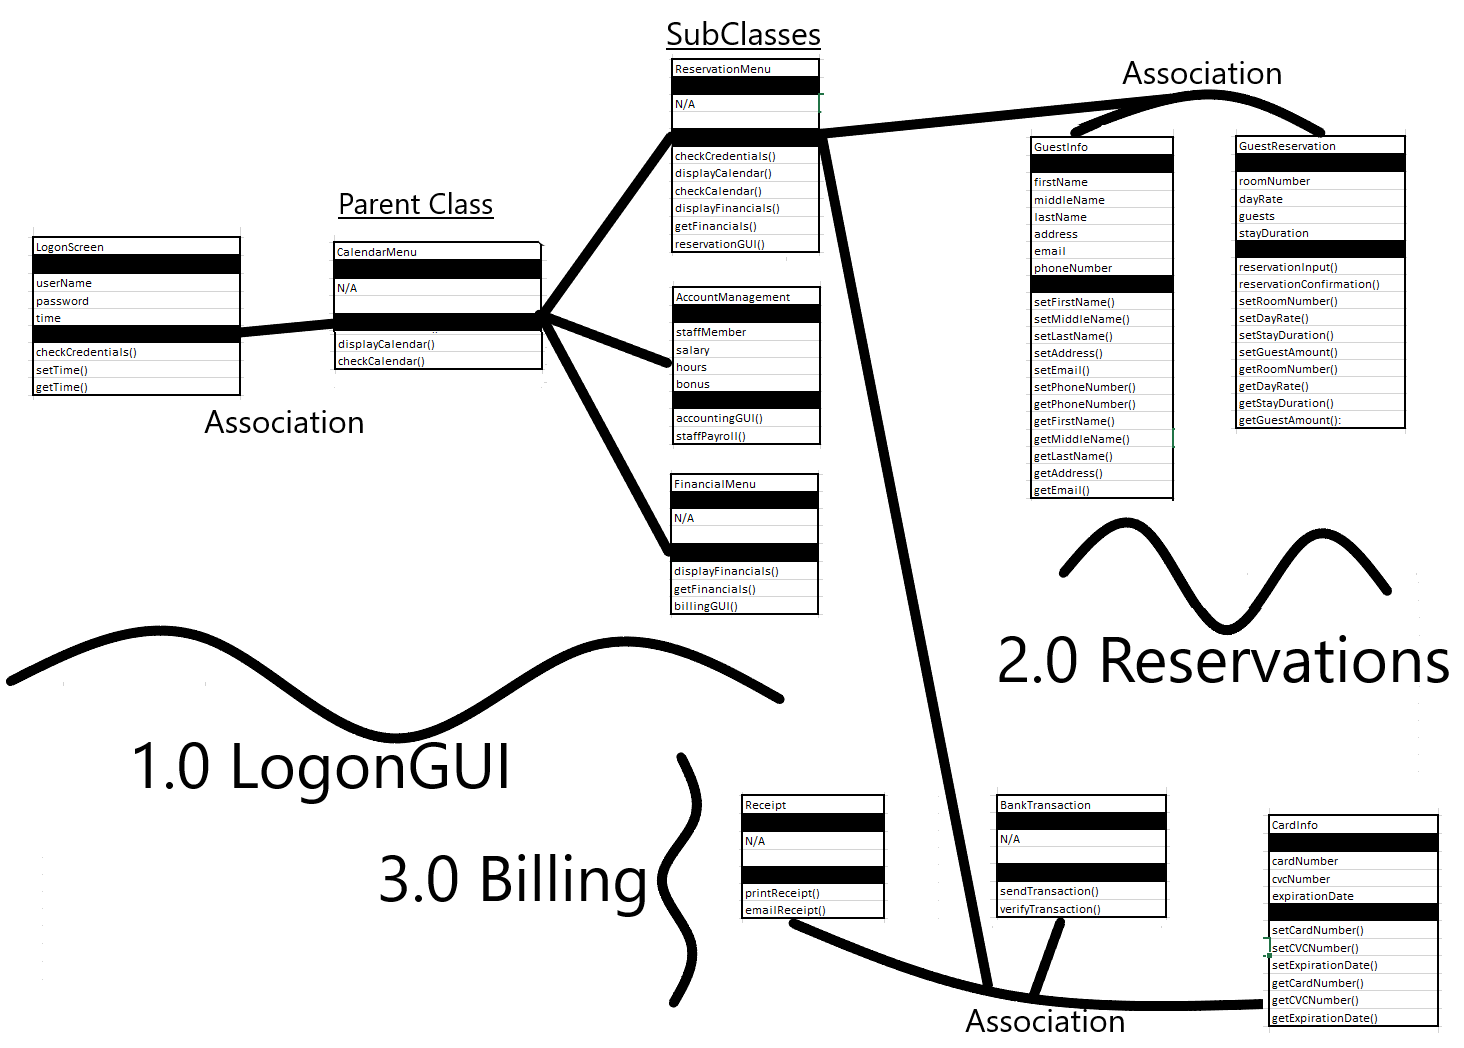 SubClasses
ReservationMenu
N/A
checkCredentials()
displayCalendar()
checkCalendar()
displayFinancials()
getFinancials()
reservationGUI()
Association
GuestInfo
firstName
middleName
lastName
address
email
phoneNumber
setFirstName()
setMiddleName()
setLastName()
setAddress()
setEmail()
setPhoneNumber()
getPhoneNumber()
getFirstName()
getMiddleName()
getLastName()
getAddress()
getEmail()
GuestReservation
roomNumber
dayRate
guests
stayDuration
reservationInput()
reservationConfirmation()
setRoomNumber()
setDayRate()
setStayDuration()
setGuestAmount()
getRoomNumber()
getDayRate()
getStayDuration()
getGuestAmount():
Parent Class
LogonScreen
userName
password
time
checkCredentials()
setTime()
getTime()
Association
CalendarMenu
N/A
displayCalendar()
checkCalendar()
AccountManagement
staffMember
salary
hours
bonus
accountingGUI()
staffPayroll()
FinancialMenu
N/A
displayFinancials()
getFinancials()
billingGUI()
2.0 Reservations
1.0 LogonGUI
3.0 Billing
Receipt
N/A
printReceipt()
emailReceipt()
BankTransaction
N/A
sendTransaction()
verifyTransaction()
CardInfo
cardNumber
cvcNumber
expirationDate
setCardNumber()
setCVCNumber()
setExpirationDate()
getCardNumber()
getCVCNumber()
getExpirationDate()
Association